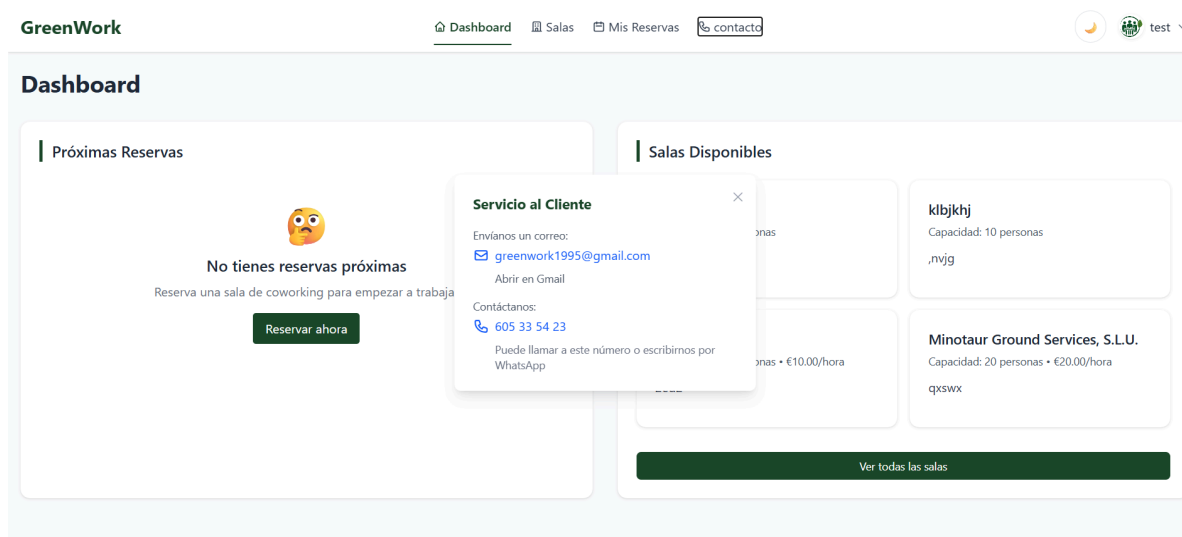 GreenWork
Dashboard
Salas
Mis Reservas
contacto
test
Dashboard
Próximas Reservas
No tienes reservas próximas
Reserva una sala de coworking para empezar a trabaja
Reservar ahora
Servicio al Cliente
Envíanos un correo:
greenwork1995@gmail.com
Abrir en Gmail
Contáctanos:
605 33 54 23
Puede llamar a este número o escribirnos por
WhatsApp
Salas Disponibles
klbjkhj
Capacidad: 10 personas
,nvjg
€10.00/hora
Minotaur Ground Services, S.L.U.
Capacidad: 20 personas • €20.00/hora
qxswx
Ver todas las salas